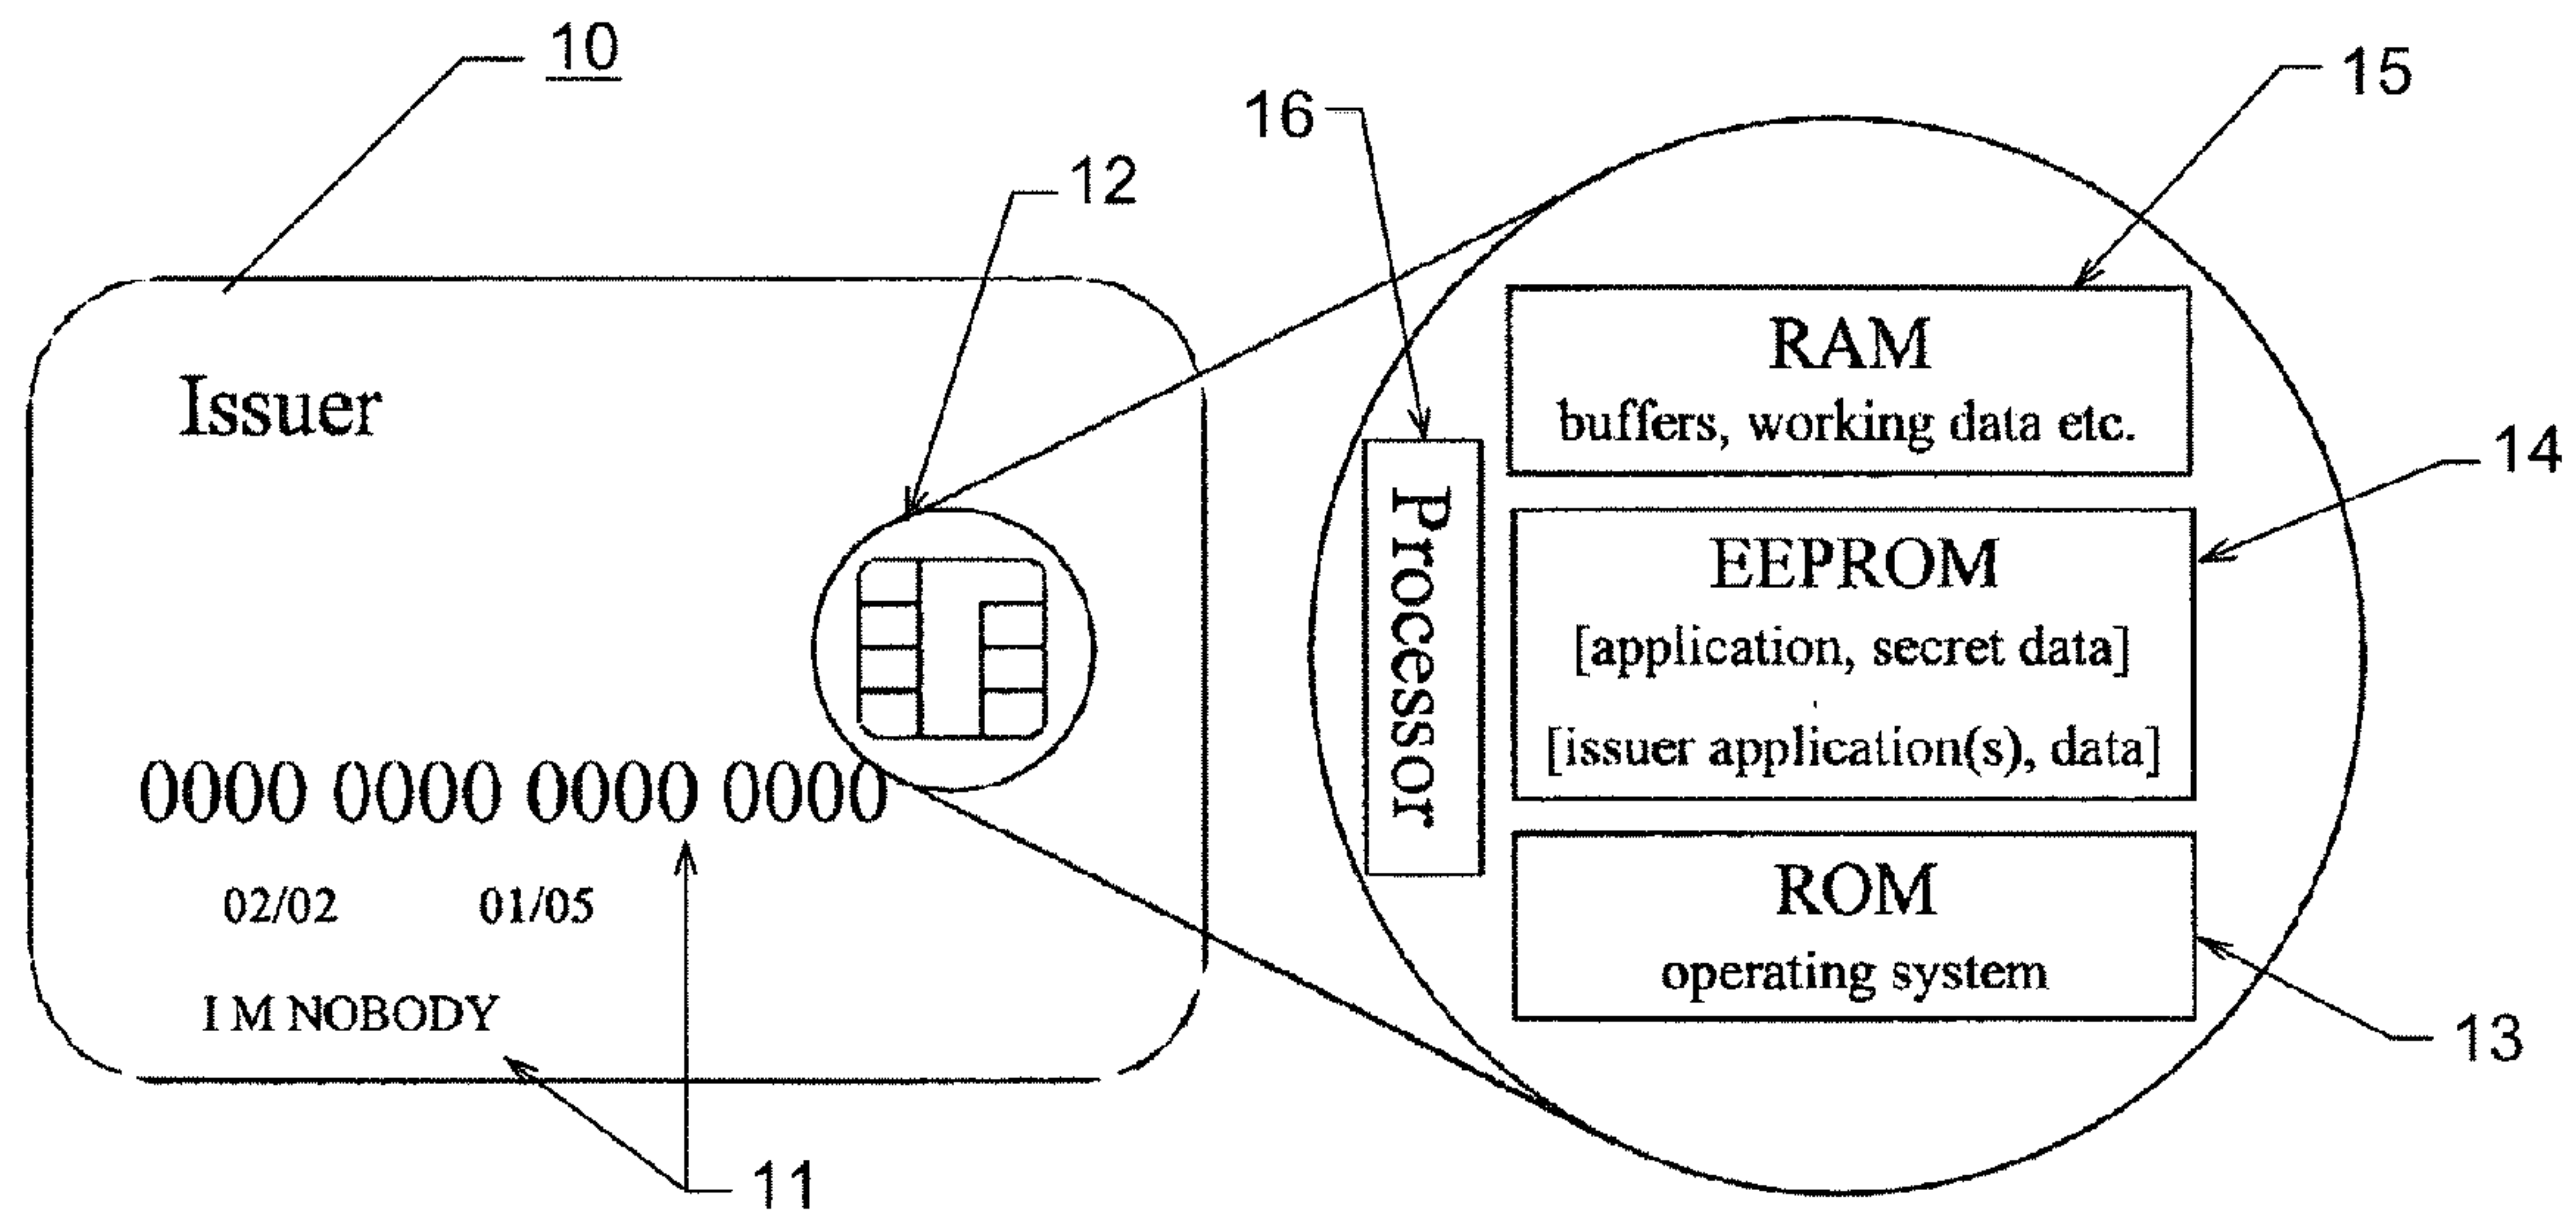 10
15
16
12
Issuer
RAM
buffers, working data etc.
14
Processor
EEPROM
[application, secret data]
[issuer application(s), data]
0000 0000 0000 0000
ROM
02/02 01/05
operating system
I M NOBODY
13
11